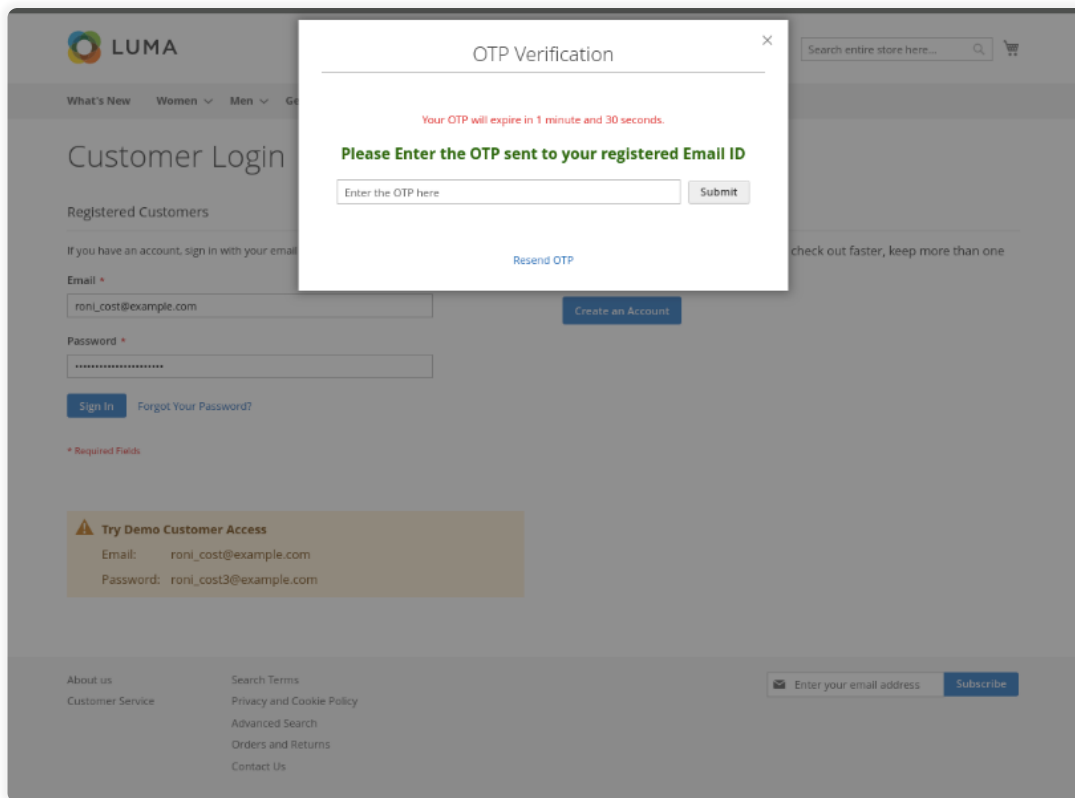 LUMA
OTP Verification
×
Search entire store here...
What's New Women Men Ge
Your OTP will expire in 1 minute and 30 seconds.
Please Enter the OTP sent to your registered Email ID
Enter the OTP here
Submit
Resend OTP
Customer Login
Registered Customers
If you have an account, sign in with your email
check out faster, keep more than one
Email *
roni_cost@example.com
Create an Account
Password *
Sign In
Forgot Your Password?
* Required Fields
Try Demo Customer Access
Email: roni_cost@example.com
Password: roni_cost3@example.com
About us
Customer Service
Search Terms
Privacy and Cookie Policy
Advanced Search
Orders and Returns
Contact Us
Enter your email address
Subscribe